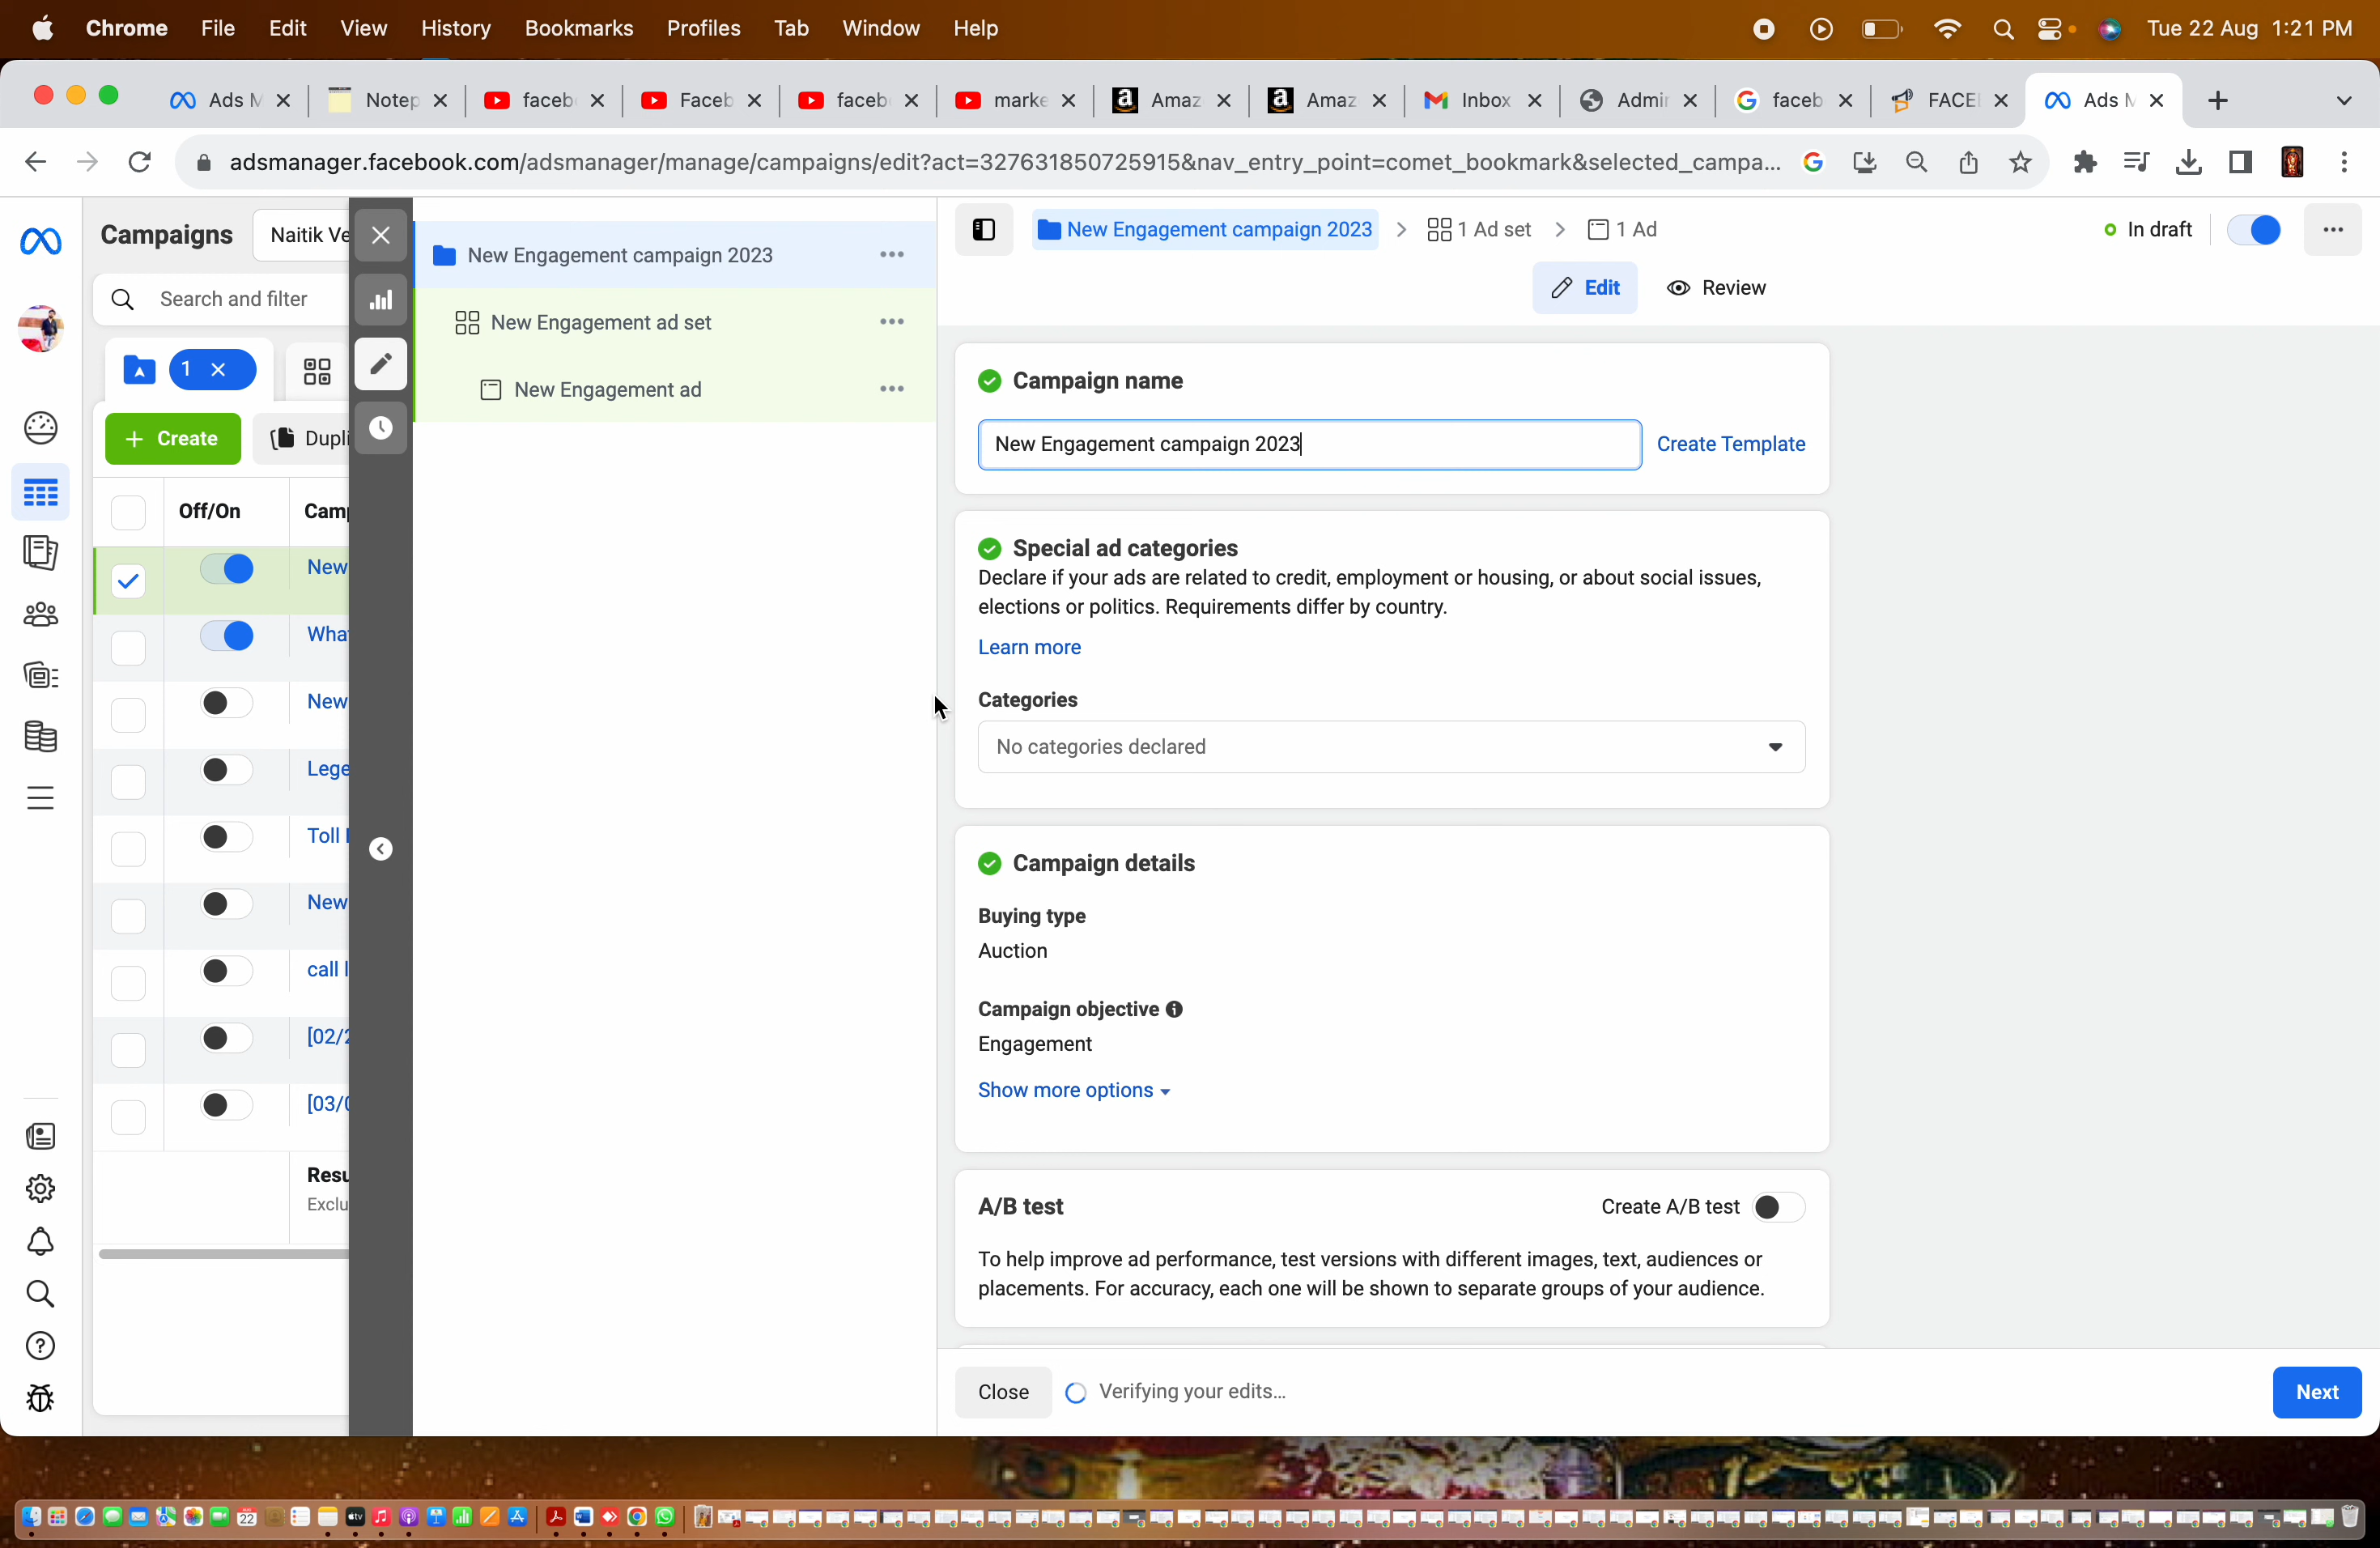 Chrome File Edit View History Bookmarks Profiles Tab Window Help Tue 22 Aug 1:21 PM
Ads M Notep faceb Faceb faceb marke Amaz Amaz Inbox Admin faceb FACE Ads M
adsmanager.facebook.com/adsmanager/manage/campaigns/edit?act=327631850725915&nav_entry_point=comet_bookmark&selected_campa...
Campaigns Naitik Ve
Search and filter
1
+ Create Dupli
Off/On Camp
New
What
New
Lege
Toll
New
call l
[02/2
[03/0
Resu
Exclu
New Engagement campaign 2023
New Engagement ad set
New Engagement ad
New Engagement campaign 2023 > 1 Ad set > 1 Ad
In draft
Edit Review
Campaign name
New Engagement campaign 2023
Create Template
Special ad categories
Declare if your ads are related to credit, employment or housing, or about social issues,
elections or politics. Requirements differ by country.
Learn more
Categories
No categories declared
Campaign details
Buying type
Auction
Campaign objective
Engagement
Show more options
A/B test Create A/B test
To help improve ad performance, test versions with different images, text, audiences or
placements. For accuracy, each one will be shown to separate groups of your audience.
Close Verifying your edits... Next
22
tv